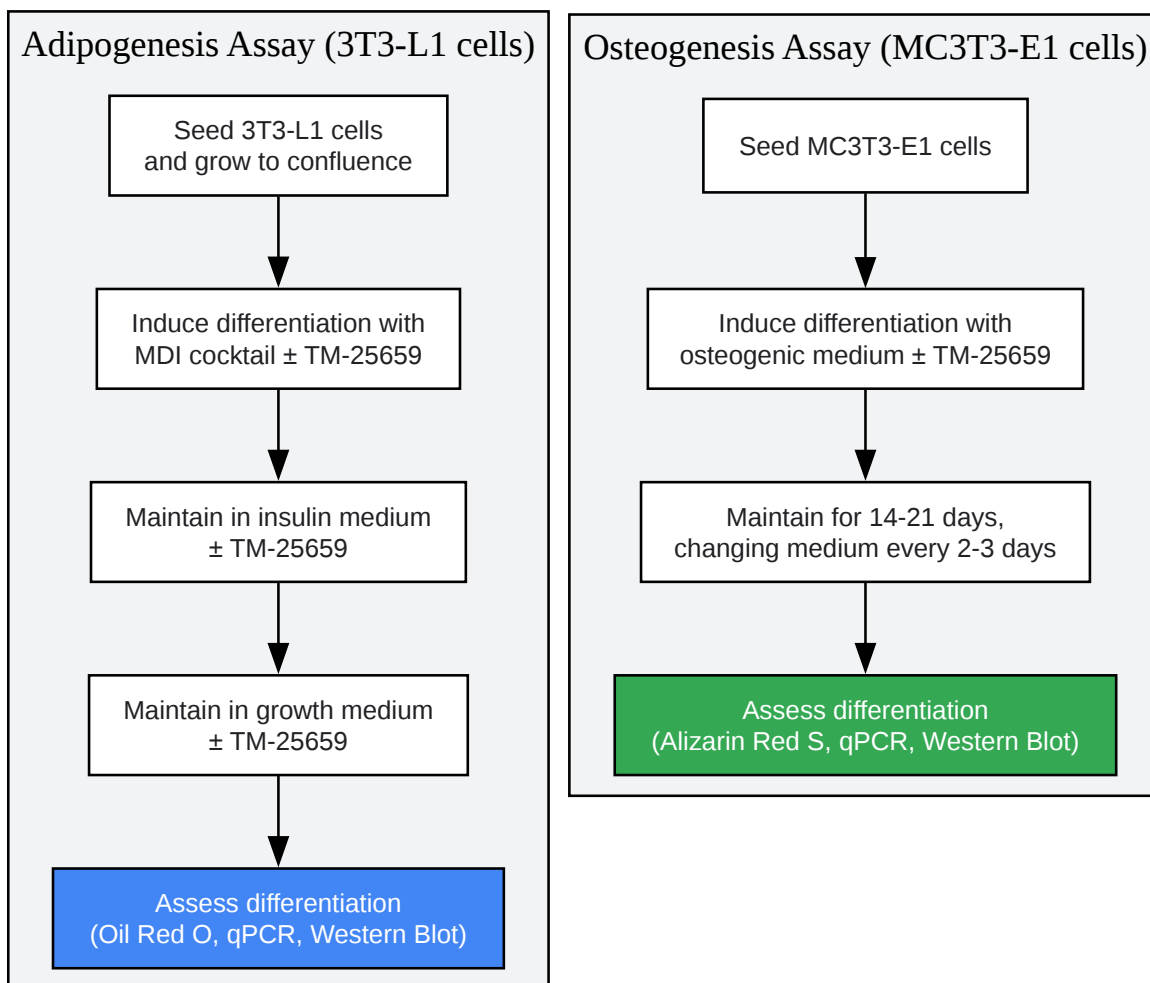 Adipogenesis Assay (3T3-L1 cells)
Seed 3T3-L1 cells
and grow to confluence
Induce differentiation with
MDI cocktail ± TM-25659
Maintain in insulin medium
± TM-25659
Maintain in growth medium
± TM-25659
Assess differentiation
(Oil Red O, qPCR, Western Blot)
Osteogenesis Assay (MC3T3-E1 cells)
Seed MC3T3-E1 cells
Induce differentiation with
osteogenic medium ± TM-25659
Maintain for 14-21 days,
changing medium every 2-3 days
Assess differentiation
(Alizarin Red S, qPCR, Western Blot)